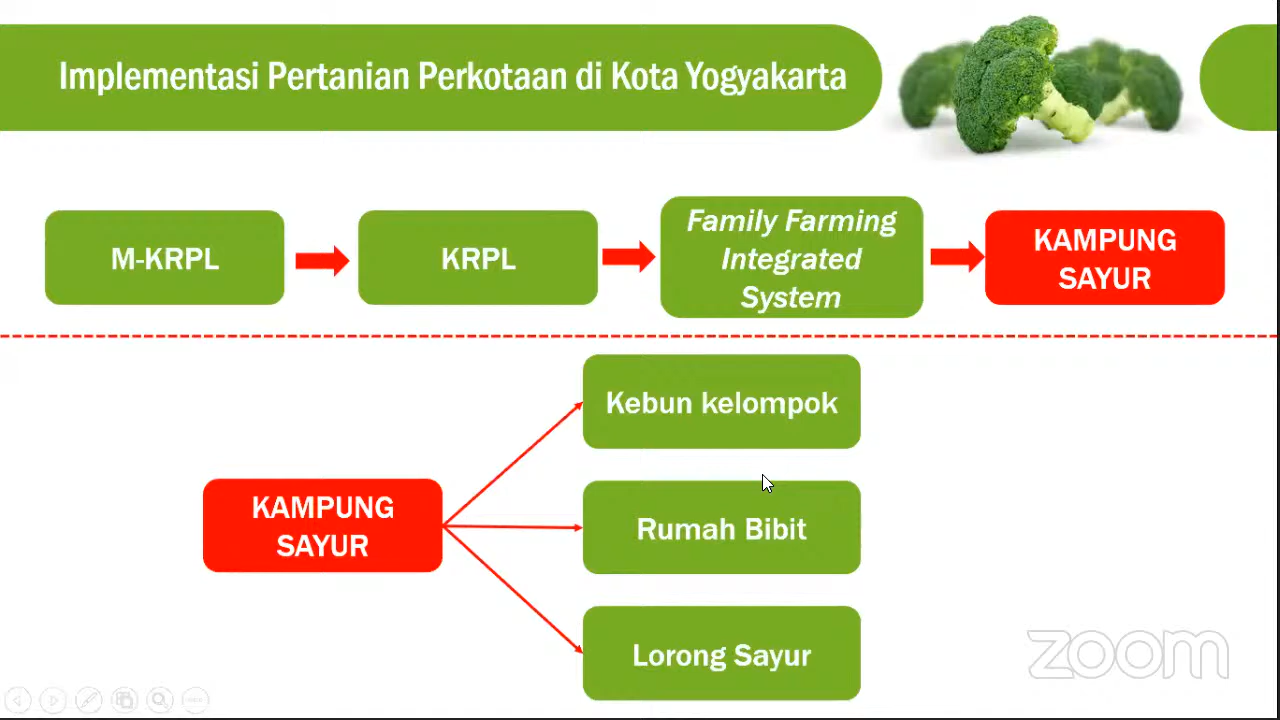 Implementasi Pertanian Perkotaan di Kota Yogyakarta
M-KRPL
KRPL
Family Farming
Integrated
System
KAMPUNG
SAYUR
KAMPUNG
SAYUR
Kebun kelompok
Rumah Bibit
Lorong Sayur
zoom